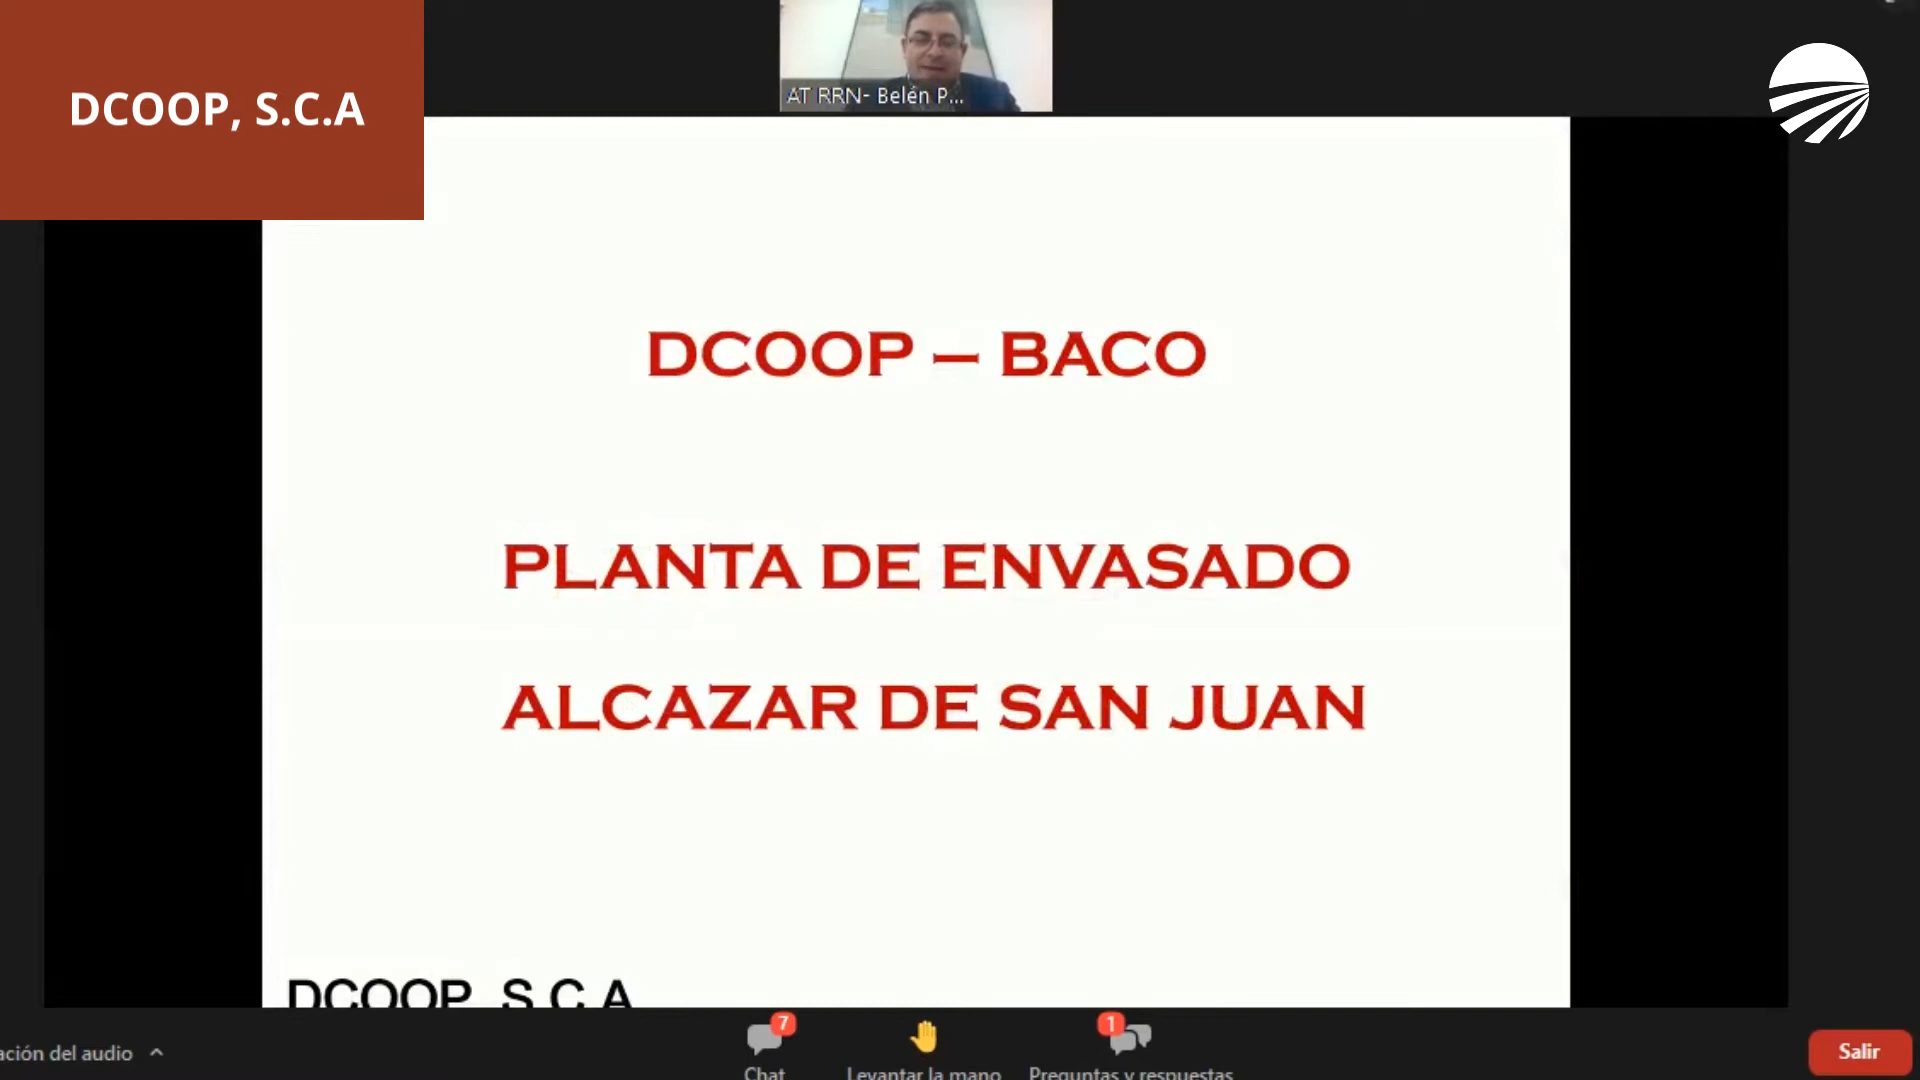 DCOOP, S.C.A
AT RRN- Belén P...
DCOOP – BACO
PLANTA DE ENVASADO
ALCAZAR DE SAN JUAN
DCOOP, S.C.A
ación del audio
7
1
Chat
Levantar la mano
Preguntas y respuestas
Salir